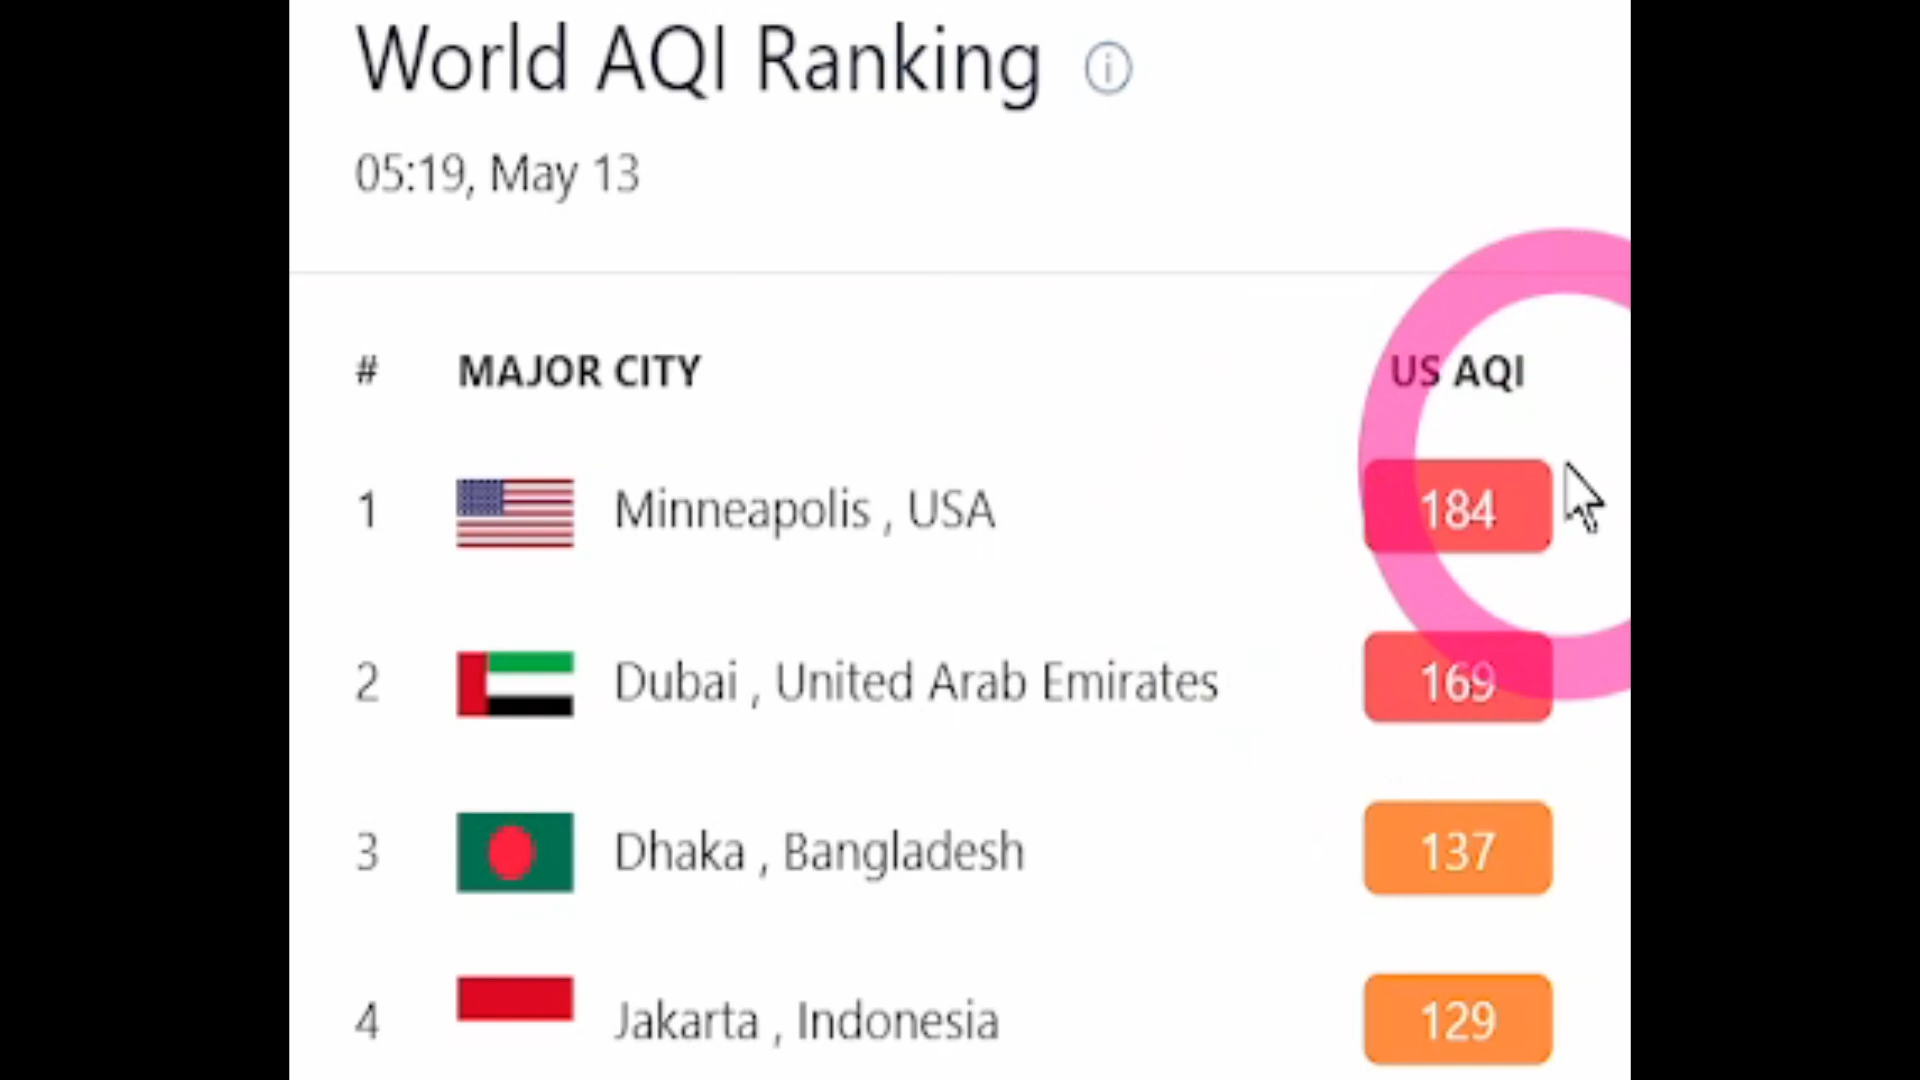 World AQI Ranking
05:19, May 13
# MAJOR CITY US AQI
1 Minneapolis , USA 184
2 Dubai , United Arab Emirates 169
3 Dhaka , Bangladesh 137
4 Jakarta , Indonesia 129